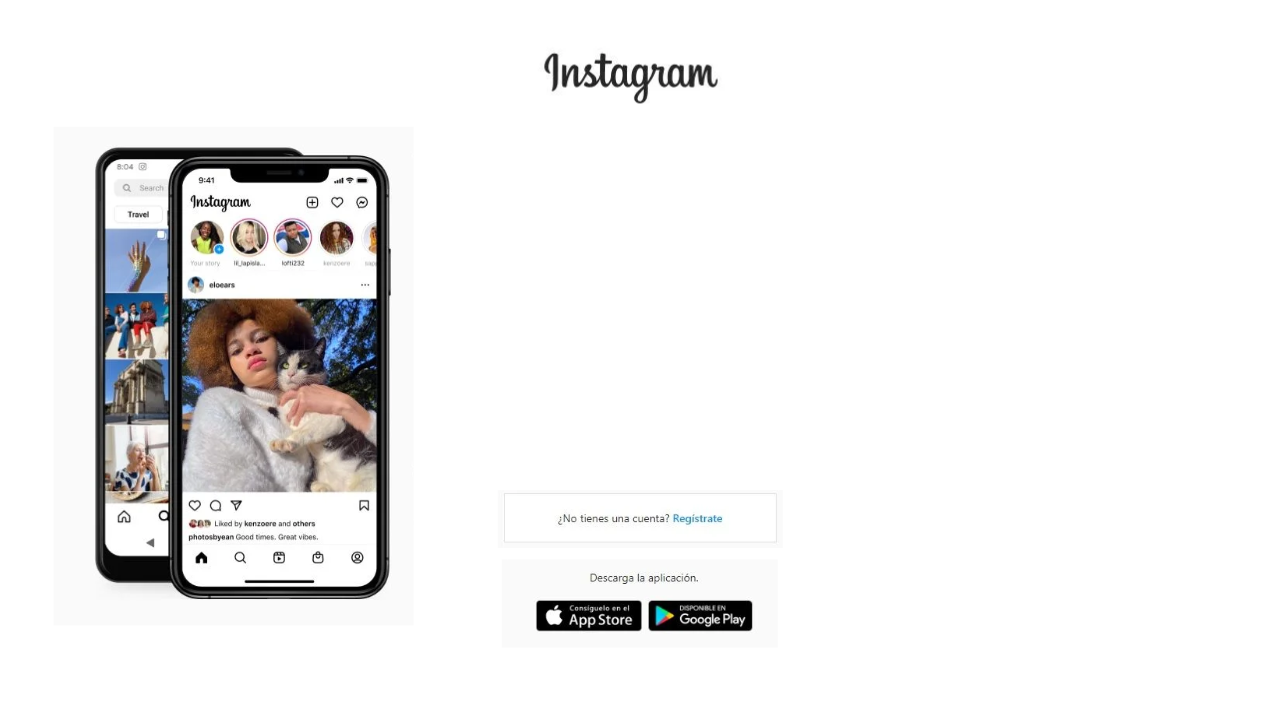 Instagram
8:04
Search
Travel
9:41
Instagram
Your story
lil_lapisla...
lofti232
kenzoere
eloears
Liked by kenzoere and others
photosbyean Good times. Great vibes.
¿No tienes una cuenta? Regístrate
Descarga la aplicación.
Consíguelo en el
App Store
DISPONIBLE EN
Google Play